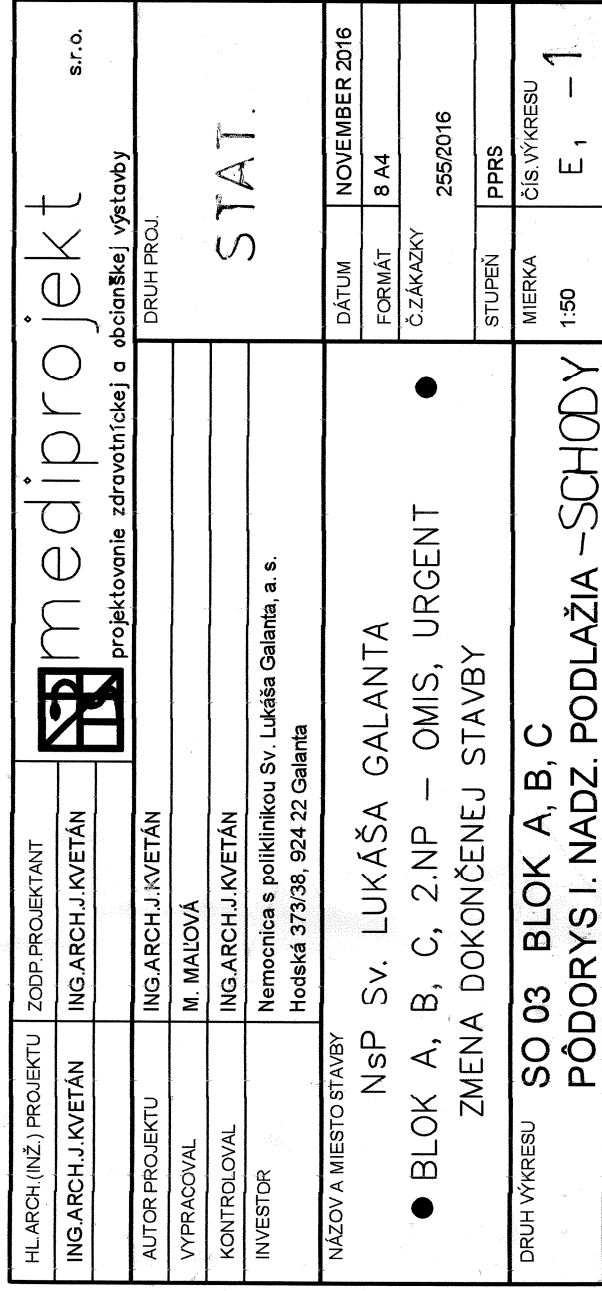 HL.ARCH.(INŽ.) PROJEKTU
ZODP.PROJEKTANT
ING.ARCH.J.KVETÁN
ING.ARCH.J.KVETÁN
mediprojekt s.r.o.
projektovanie zdravotníckej a obcianškej výstavby
AUTOR PROJEKTU
ING.ARCH.J.KVETÁN
VYPRACOVAL
M. MAĽOVÁ
KONTROLOVAL
ING.ARCH.J.KVETÁN
INVESTOR
Nemocnica s poliklinikou Sv. Lukáša Galanta, a. s.
Hodská 373/38, 924 22 Galanta
DRUH PROJ.
STAT.
NÁZOV A MIESTO STAVBY
NsP Sv. LUKÁŠA GALANTA
● BLOK A, B, C, 2.NP – OMIS, URGENT ●
ZMENA DOKONČENEJ STAVBY
DÁTUM
NOVEMBER 2016
FORMÁT
8 A4
Č.ZÁKAZKY
255/2016
STUPEŇ
PPRS
DRUH VÝKRESU
SO 03 BLOK A, B, C
PÔDORYS I. NADZ. PODLAŽIA – SCHODY
MIERKA
1:50
ČÍS.VÝKRESU
E1 – 1